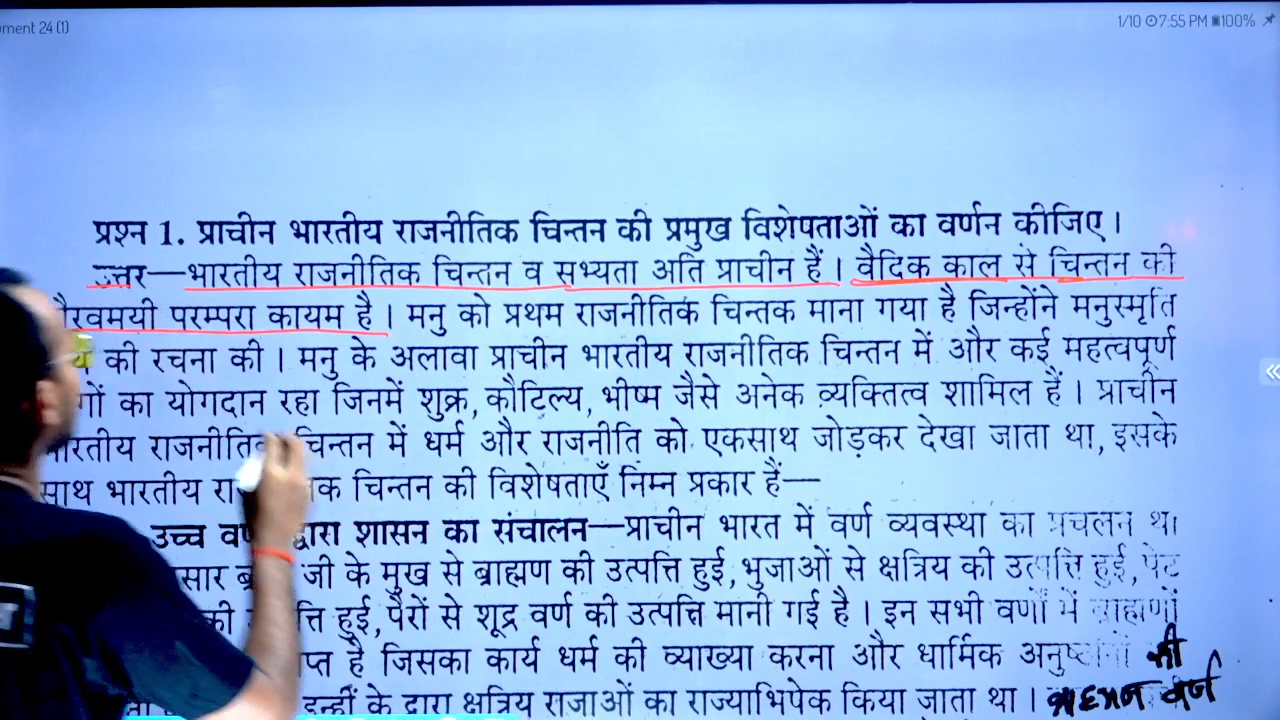 ument 24 (1)
1/10 7:55 PM 100%
प्रश्न 1. प्राचीन भारतीय राजनीतिक चिन्तन की प्रमुख विशेषताओं का वर्णन कीजिए।
उत्तर—भारतीय राजनीतिक चिन्तन व सभ्यता अति प्राचीन हैं। वैदिक काल से चिन्तन की
रवमयी परम्परा कायम है। मनु को प्रथम राजनीतिक चिन्तक माना गया है जिन्होंने मनुस्मृति
की रचना की। मनु के अलावा प्राचीन भारतीय राजनीतिक चिन्तन में और कई महत्वपूर्ण
गों का योगदान रहा जिनमें शुक्र, कौटिल्य, भीष्म जैसे अनेक व्यक्तित्व शामिल हैं। प्राचीन
भारतीय राजनीतिक चिन्तन में धर्म और राजनीति को एकसाथ जोड़कर देखा जाता था, इसके
साथ भारतीय रा क चिन्तन की विशेषताएँ निम्न प्रकार हैं—
उच्च व द्वारा शासन का संचालन—प्राचीन भारत में वर्ण व्यवस्था का प्रचलन था
सार ब्र जी के मुख से ब्राह्मण की उत्पत्ति हुई, भुजाओं से क्षत्रिय की उत्पत्ति हुई, पेट
की त्ति हुई, पैरों से शूद्र वर्ण की उत्पत्ति मानी गई है। इन सभी वर्णों में ब्राह्मणों
प्त है जिसका कार्य धर्म की व्याख्या करना और धार्मिक की
इन्हीं के द्वारा क्षत्रिय राजाओं का राज्याभिषेक किया जाता था। वर्ण